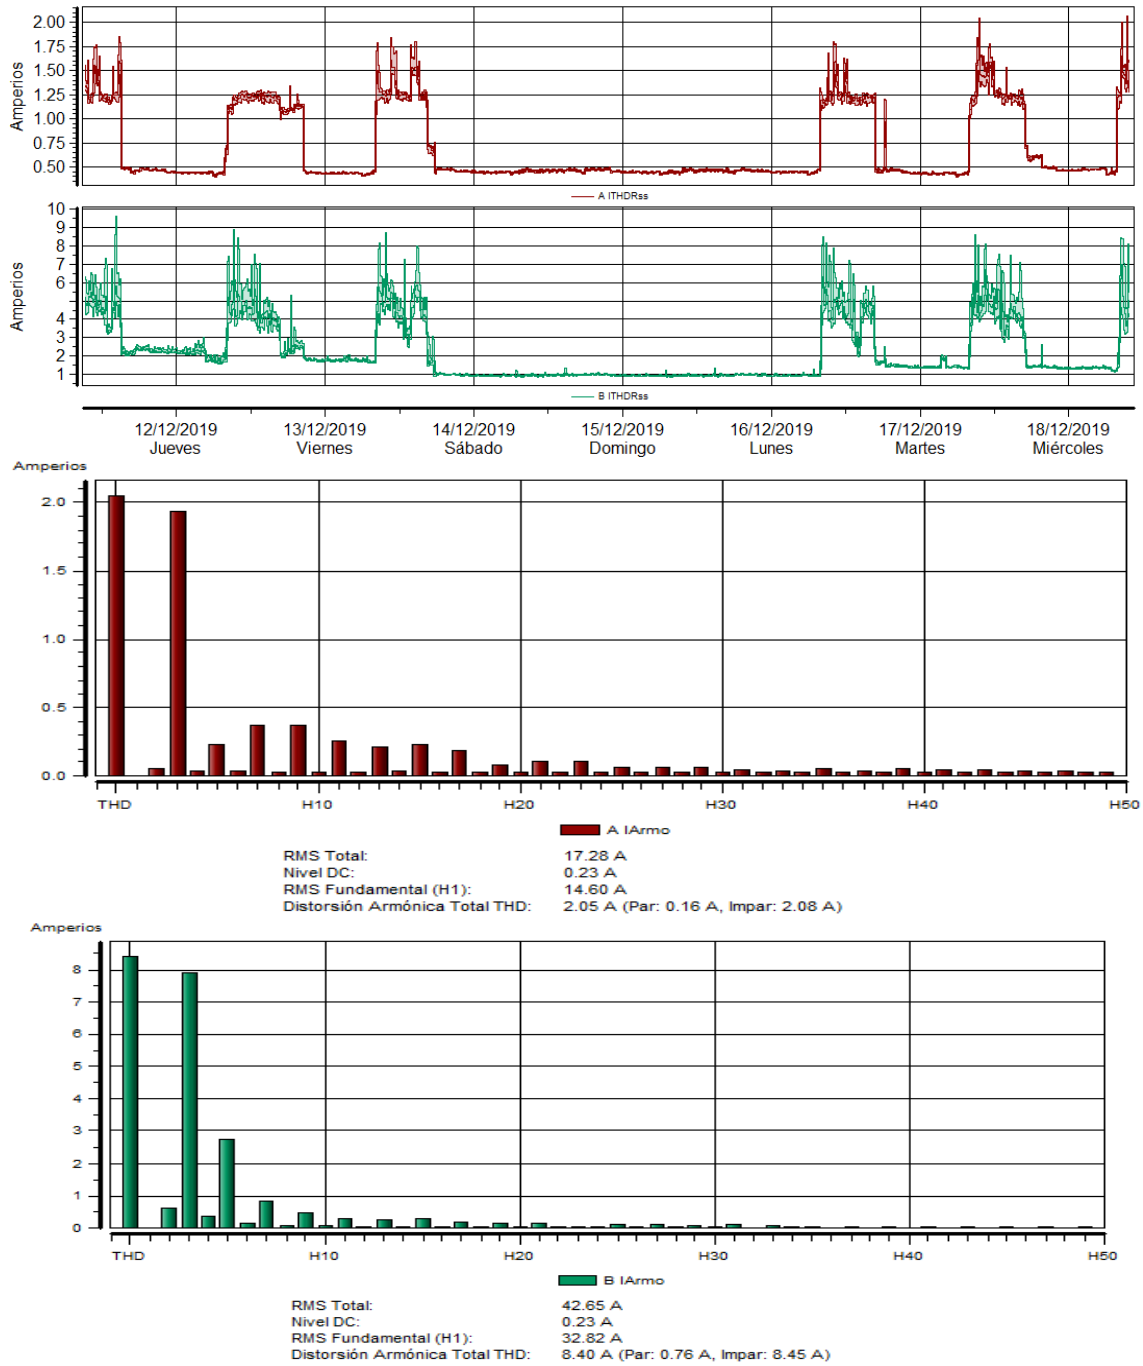 2.00
1.75
1.50
1.25
1.00
0.75
0.50
Amperios
A ITHDRss
10
9
8
7
6
5
4
3
2
1
Amperios
B ITHDRss
12/12/2019 13/12/2019 14/12/2019 15/12/2019 16/12/2019 17/12/2019 18/12/2019
Jueves Viernes Sábado Domingo Lunes Martes Miércoles
Amperios
2.0
1.5
1.0
0.5
0.0
THD H10 H20 H30 H40 H50
A IArmo
RMS Total: 17.28 A
Nivel DC: 0.23 A
RMS Fundamental (H1): 14.60 A
Distorsión Armónica Total THD: 2.05 A (Par: 0.16 A, Impar: 2.08 A)
Amperios
8
7
6
5
4
3
2
1
0
THD H10 H20 H30 H40 H50
B IArmo
RMS Total: 42.65 A
Nivel DC: 0.23 A
RMS Fundamental (H1): 32.82 A
Distorsión Armónica Total THD: 8.40 A (Par: 0.76 A, Impar: 8.45 A)